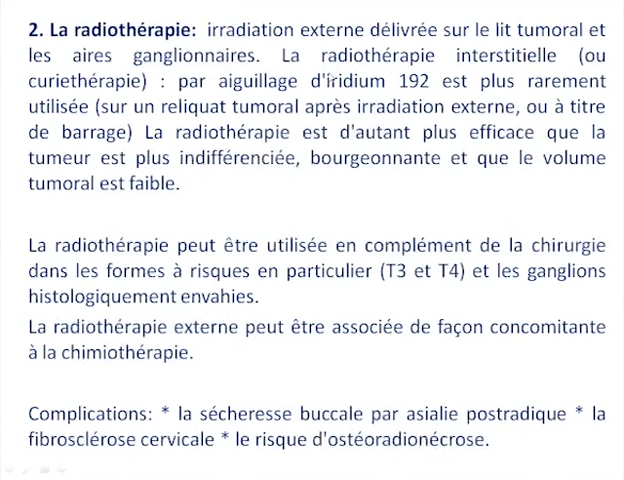 2. La radiothérapie: irradiation externe délivrée sur le lit tumoral et
les aires ganglionnaires. La radiothérapie interstitielle (ou
curiethérapie) : par aiguillage d'iridium 192 est plus rarement
utilisée (sur un reliquat tumoral après irradiation externe, ou à titre
de barrage) La radiothérapie est d'autant plus efficace que la
tumeur est plus indifférenciée, bourgeonnante et que le volume
tumoral est faible.
La radiothérapie peut être utilisée en complément de la chirurgie
dans les formes à risques en particulier (T3 et T4) et les ganglions
histologiquement envahies.
La radiothérapie externe peut être associée de façon concomitante
à la chimiothérapie.
Complications: * la sécheresse buccale par asialie postradique * la
fibrosclérose cervicale * le risque d'ostéoradionécrose.